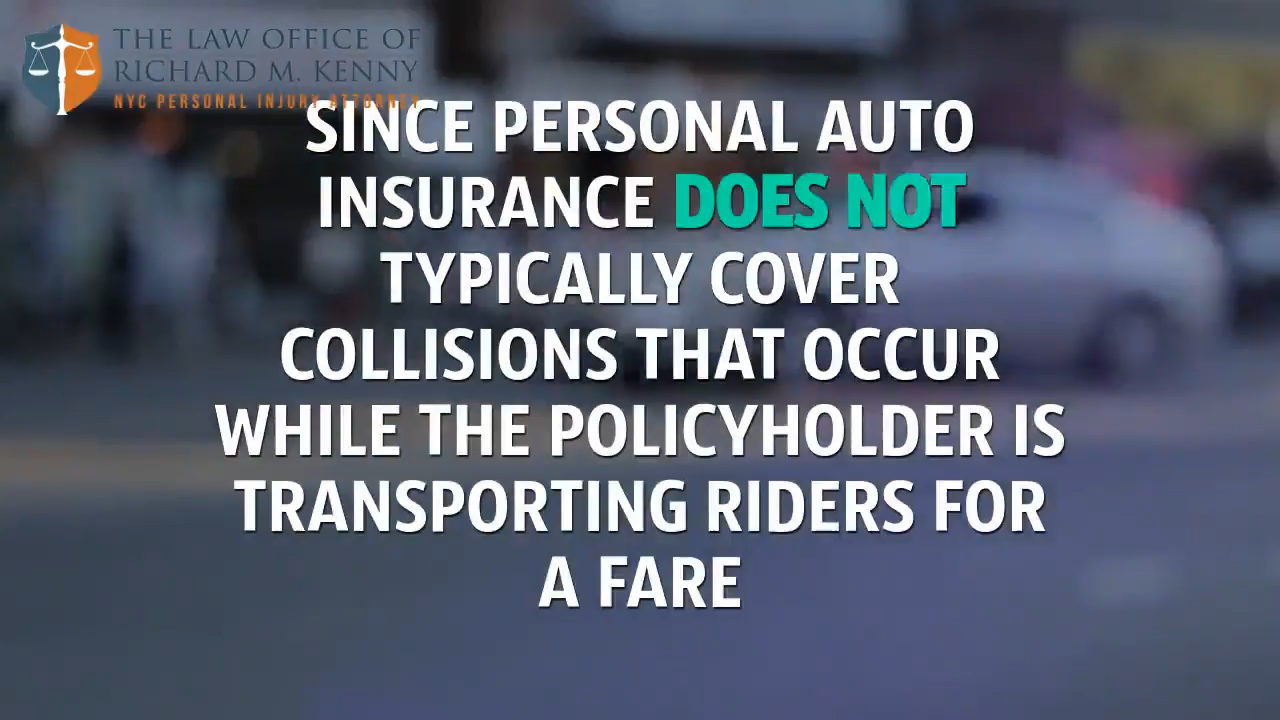 THE LAW OFFICE OF
RICHARD M. KENNY
NYC PERSONAL INJURY ATTORNEY
SINCE PERSONAL AUTO
INSURANCE DOES NOT
TYPICALLY COVER
COLLISIONS THAT OCCUR
WHILE THE POLICYHOLDER IS
TRANSPORTING RIDERS FOR
A FARE